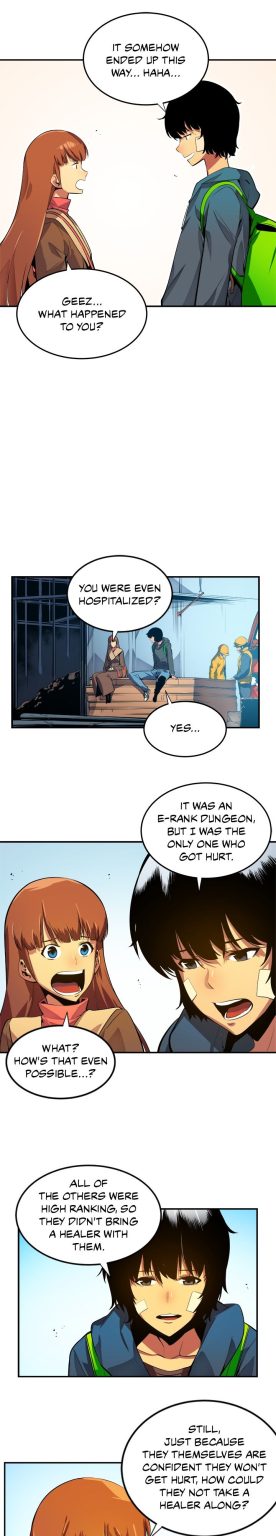 IT SOMEHOW
ENDED UP THIS
WAY... HAHA...
GEEZ...
WHAT HAPPENED
TO YOU?
YOU WERE EVEN
HOSPITALIZED?
YES...
IT WAS AN
E-RANK DUNGEON,
BUT I WAS THE
ONLY ONE WHO
GOT HURT.
WHAT?
HOW'S THAT EVEN
POSSIBLE...?
ALL OF
THE OTHERS WERE
HIGH RANKING, SO
THEY DIDN'T BRING
A HEALER WITH
THEM.
STILL,
JUST BECAUSE
THEY THEMSELVES ARE
CONFIDENT THEY WON'T
GET HURT, HOW COULD
THEY NOT TAKE A
HEALER ALONG?